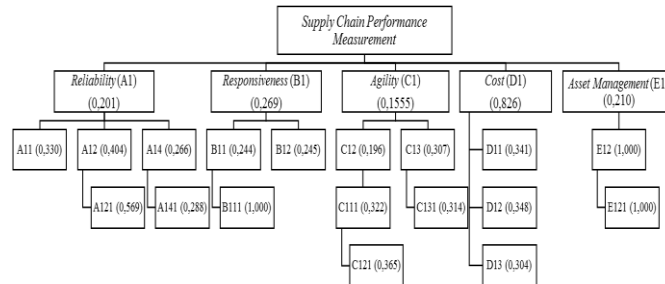 Supply Chain Performance
Measurement
Reliability (A1)
(0,201)
Responsiveness (B1)
(0,269)
Agility (C1)
(0,1555)
Cost (D1)
(0,826)
Asset Management (E1
(0,210)
A11 (0,330)
A12 (0,404)
A14 (0,266)
B11 (0,244)
B12 (0,245)
C12 (0,196)
C13 (0,307)
D11 (0,341)
E12 (1,000)
A121 (0,569)
A141 (0,288)
B111 (1,000)
C111 (0,322)
C131 (0,314)
D12 (0,348)
E121 (1,000)
C121 (0,365)
D13 (0,304)